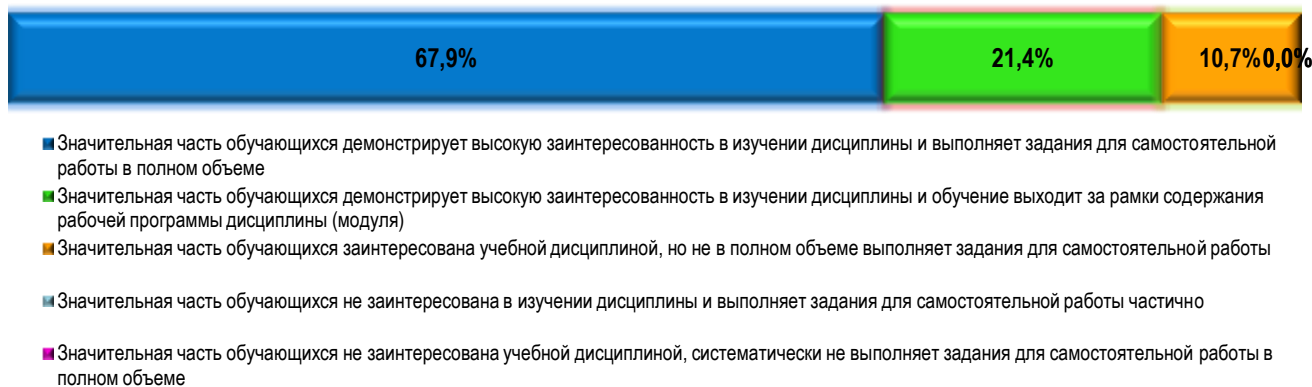 67,9% 21,4% 10,7% 0,0%
Значительная часть обучающихся демонстрирует высокую заинтересованность в изучении дисциплины и выполняет задания для самостоятельной
работы в полном объеме
Значительная часть обучающихся демонстрирует высокую заинтересованность в изучении дисциплины и обучение выходит за рамки содержания
рабочей программы дисциплины (модуля)
Значительная часть обучающихся заинтересована учебной дисциплиной, но не в полном объеме выполняет задания для самостоятельной работы
Значительная часть обучающихся не заинтересована в изучении дисциплины и выполняет задания для самостоятельной работы частично
Значительная часть обучающихся не заинтересована учебной дисциплиной, систематически не выполняет задания для самостоятельной работы в
полном объеме